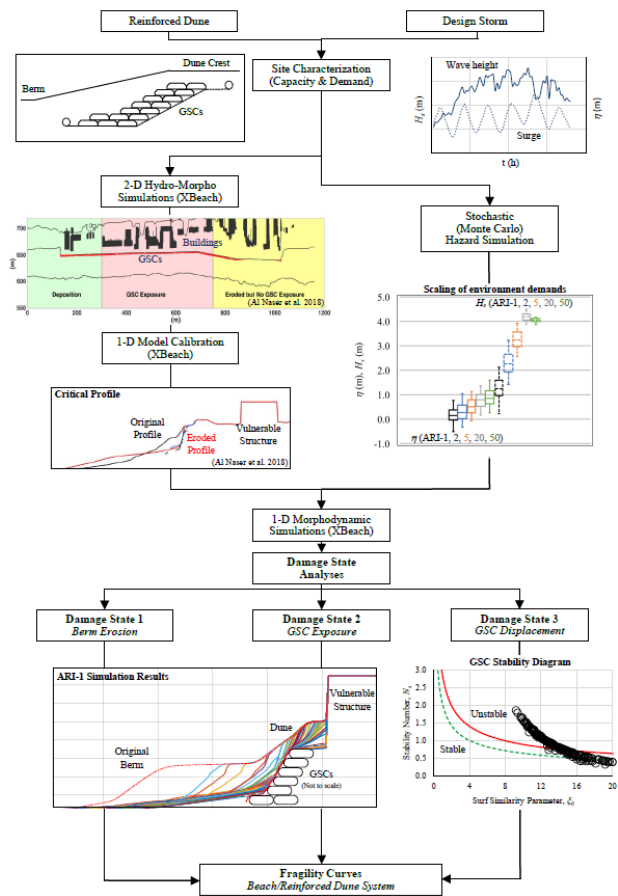 Reinforced Dune
Design Storm
Dune Crest
Berm
GSCs
Site Characterization
(Capacity & Demand)
Wave height
Surge
H_s (m)
η (m)
t (h)
2-D Hydro-Morpho
Simulations (XBeach)
Stochastic
(Monte Carlo)
Hazard Simulation
700
650
600
550
(m)
Buildings
GSCs
Deposition
GSC Exposure
Eroded but No GSC Exposure
(Al Naser et al. 2018)
0 200 400 600 800 1000 1200
(m)
1-D Model Calibration
(XBeach)
Critical Profile
Original
Profile
Eroded
Profile
Vulnerable
Structure
(Al Naser et al. 2018)
Scaling of environment demands
H_s (ARI-1, 2, 5, 20, 50)
5.0
4.0
3.0
2.0
1.0
0.0
-1.0
η (m), H_s (m)
η (ARI-1, 2, 5, 20, 50)
1-D Morphodynamic
Simulations (XBeach)
Damage State
Analyses
Damage State 1
Berm Erosion
Damage State 2
GSC Exposure
Damage State 3
GSC Displacement
ARI-1 Simulation Results
Vulnerable
Structure
Dune
Original
Berm
GSCs
(Not to scale)
GSC Stability Diagram
3.0
2.5
2.0
1.5
1.0
0.5
0.0
Stability Number, N_s
Unstable
Stable
0 4 8 12 16 20
Surf Similarity Parameter, ξ_0
Fragility Curves
Beach/Reinforced Dune System